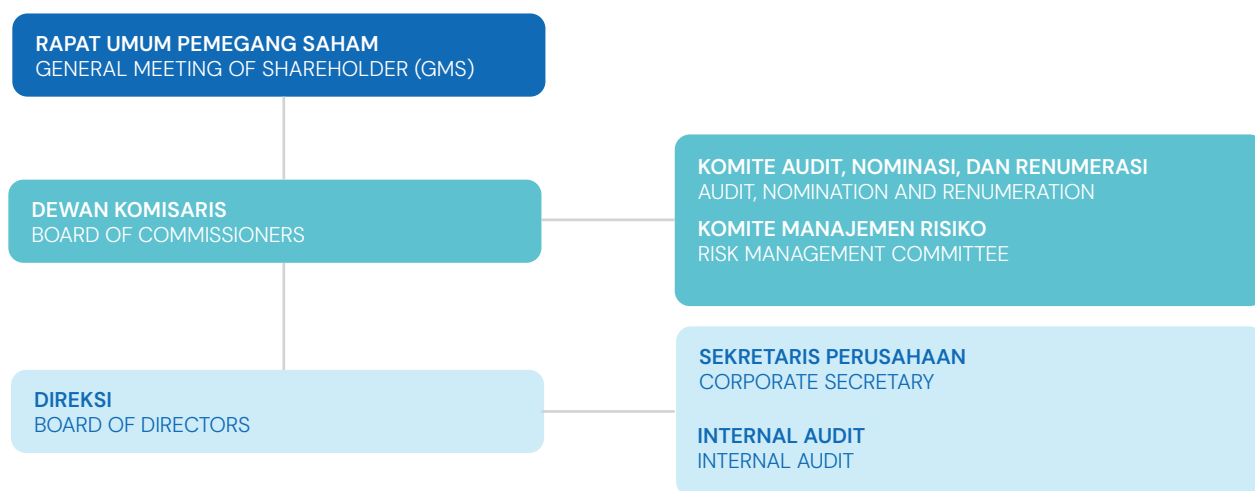 RAPAT UMUM PEMEGANG SAHAM
GENERAL MEETING OF SHAREHOLDER (GMS)
DEWAN KOMISARIS
BOARD OF COMMISSIONERS
KOMITE AUDIT, NOMINASI, DAN RENUMERASI
AUDIT, NOMINATION AND RENUMERATION
KOMITE MANAJEMEN RISIKO
RISK MANAGEMENT COMMITTEE
DIREKSI
BOARD OF DIRECTORS
SEKRETARIS PERUSAHAAN
CORPORATE SECRETARY
INTERNAL AUDIT
INTERNAL AUDIT